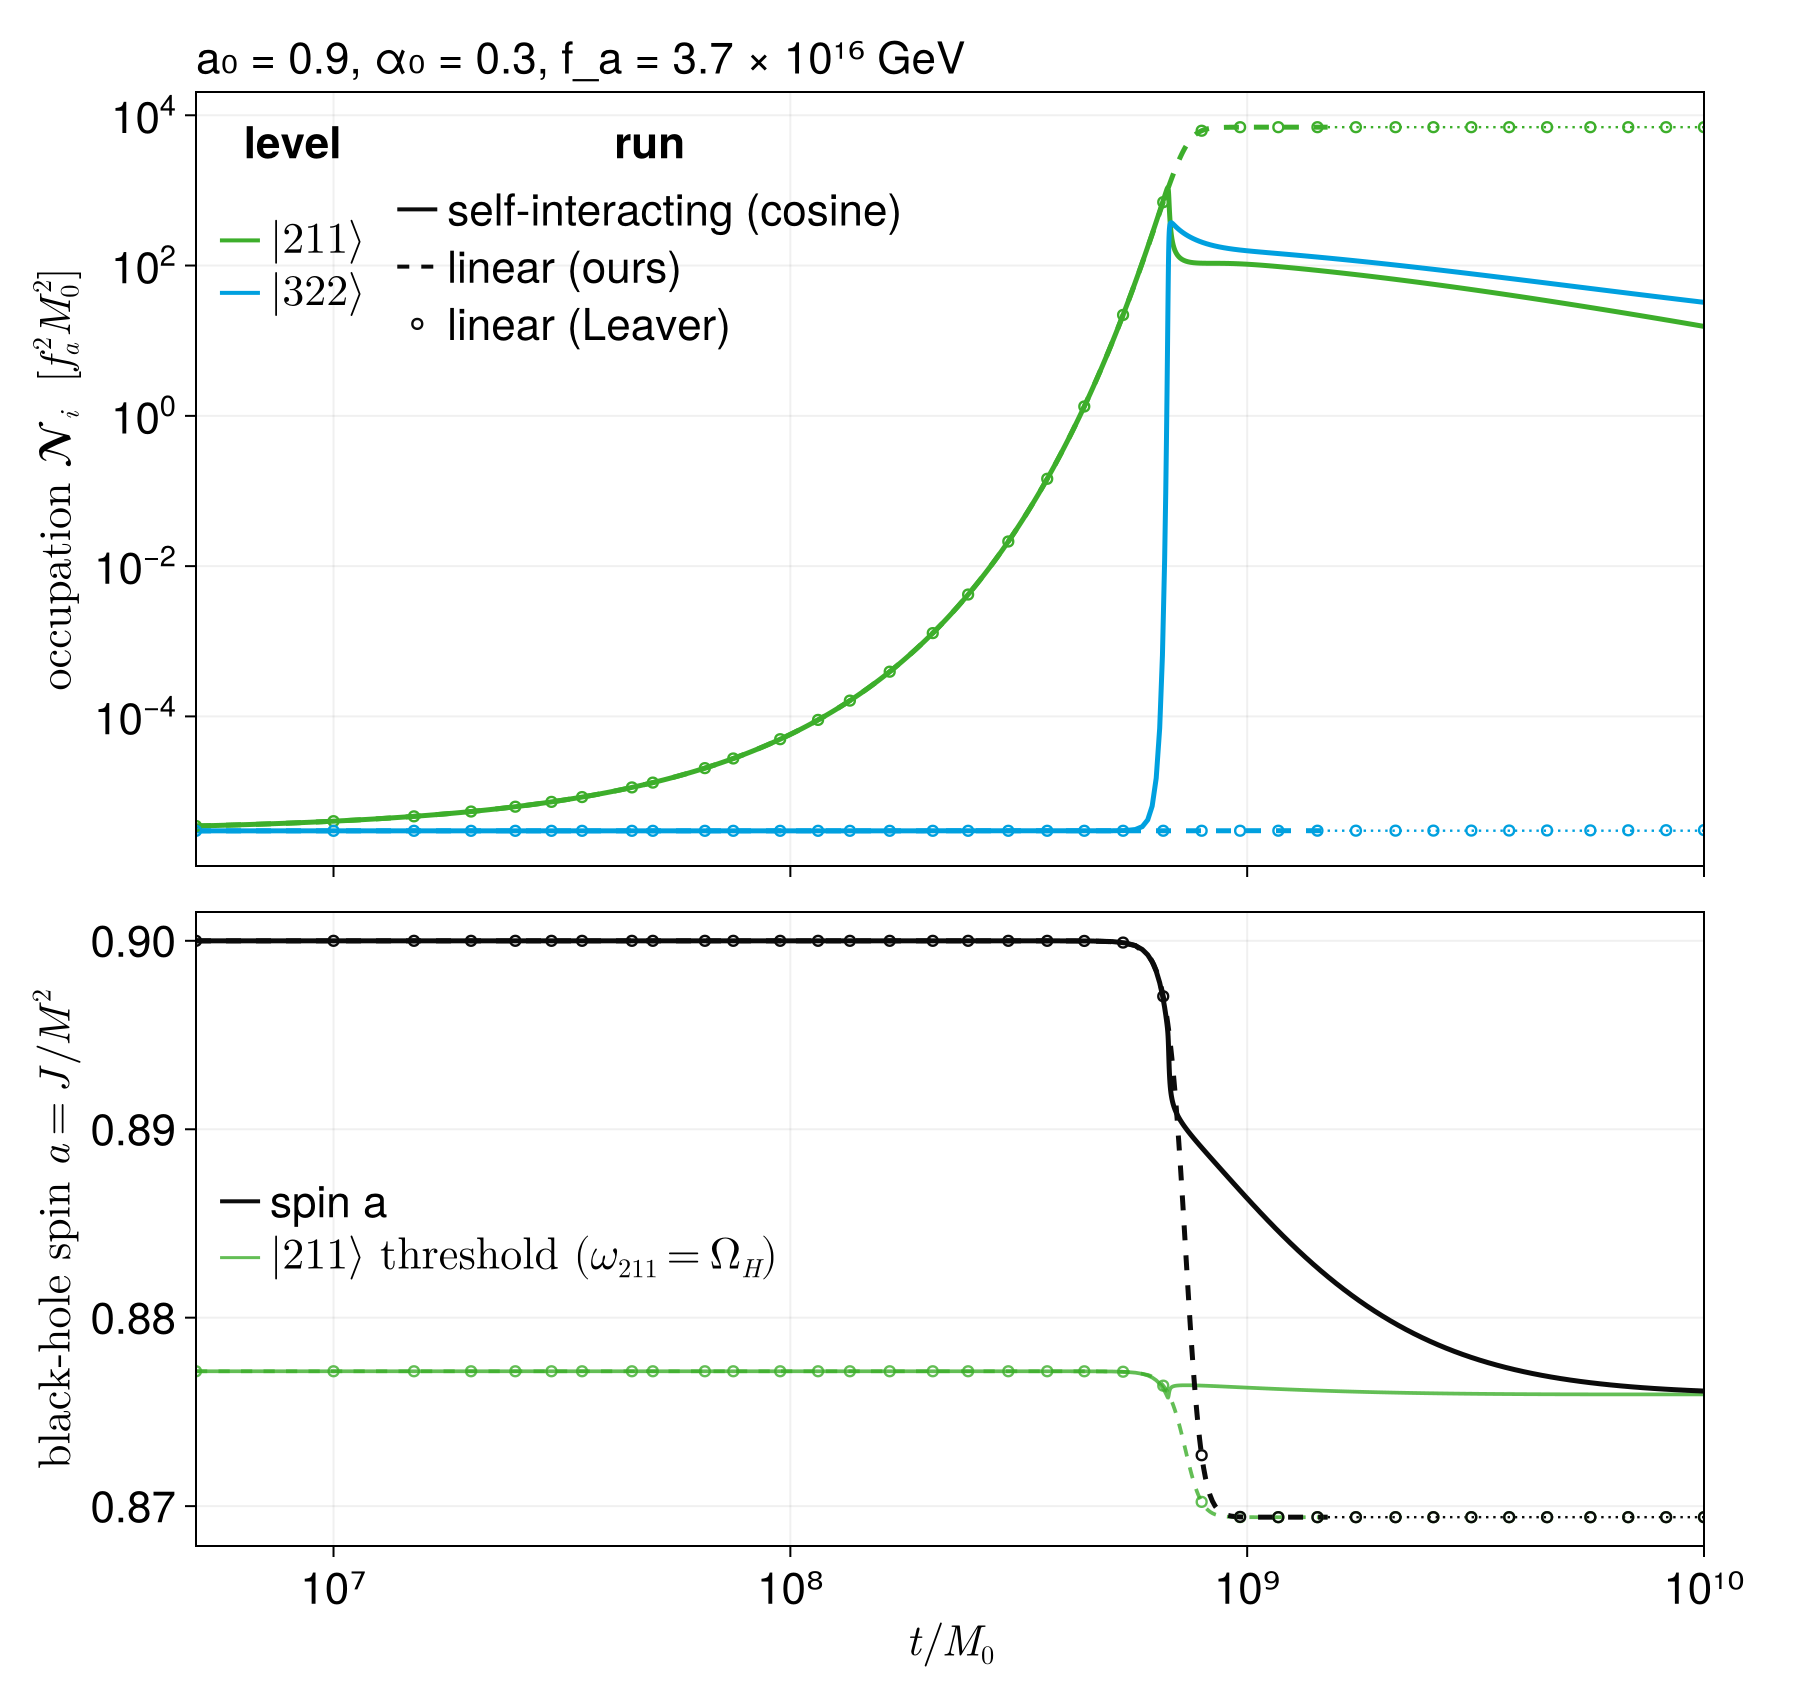 a₀ = 0.9, α₀ = 0.3, f_a = 3.7 × 10¹⁶ GeV
level
run
|211⟩
|322⟩
self-interacting (cosine)
linear (ours)
linear (Leaver)
10⁴
10²
10⁰
10⁻²
10⁻⁴
occupation 𝒩ᵢ [f_a²M₀²]
0.90
0.89
0.88
0.87
black-hole spin a = J/M²
spin a
|211⟩ threshold (ω₂₁₁ = Ω_H)
10⁷
10⁸
10⁹
10¹⁰
t/M₀